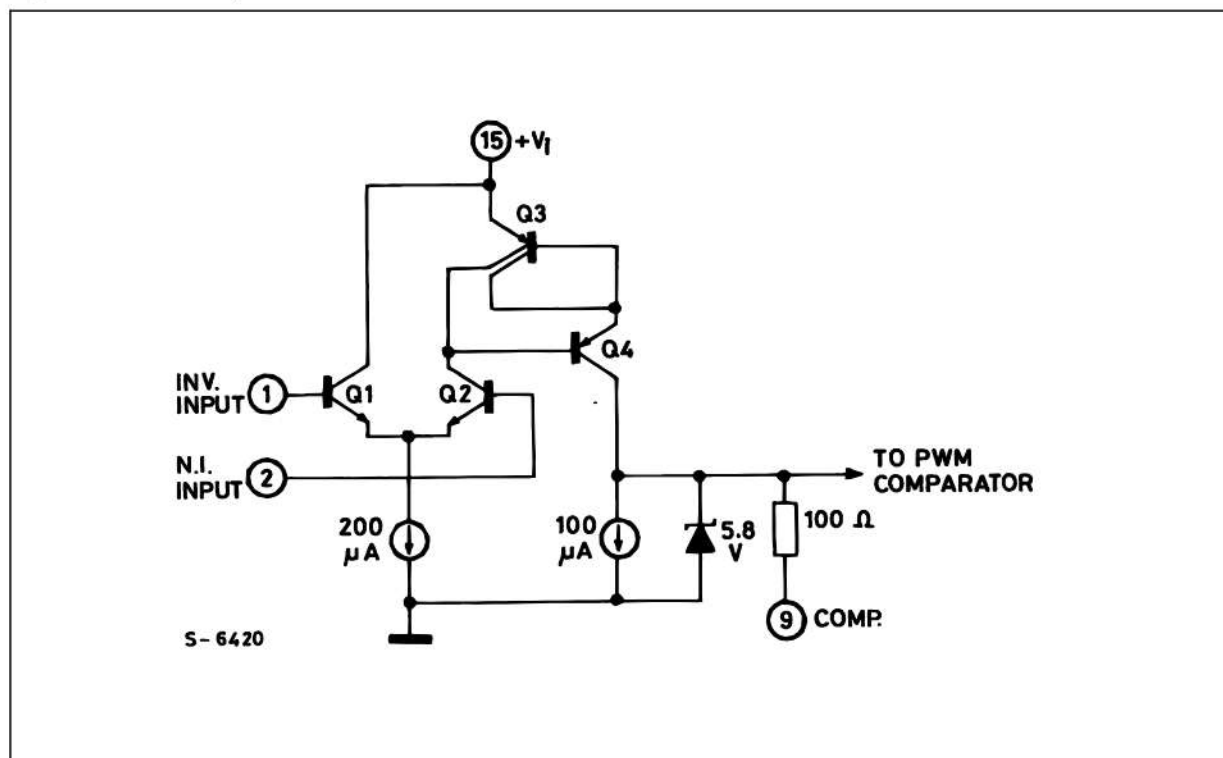 15 +Vi
Q3
Q4
INV.
INPUT 1 Q1 Q2
N.I.
INPUT 2
TO PWM
COMPARATOR
200
μA
100
μA
5.8
V
100 Ω
9 COMP.
S-6420